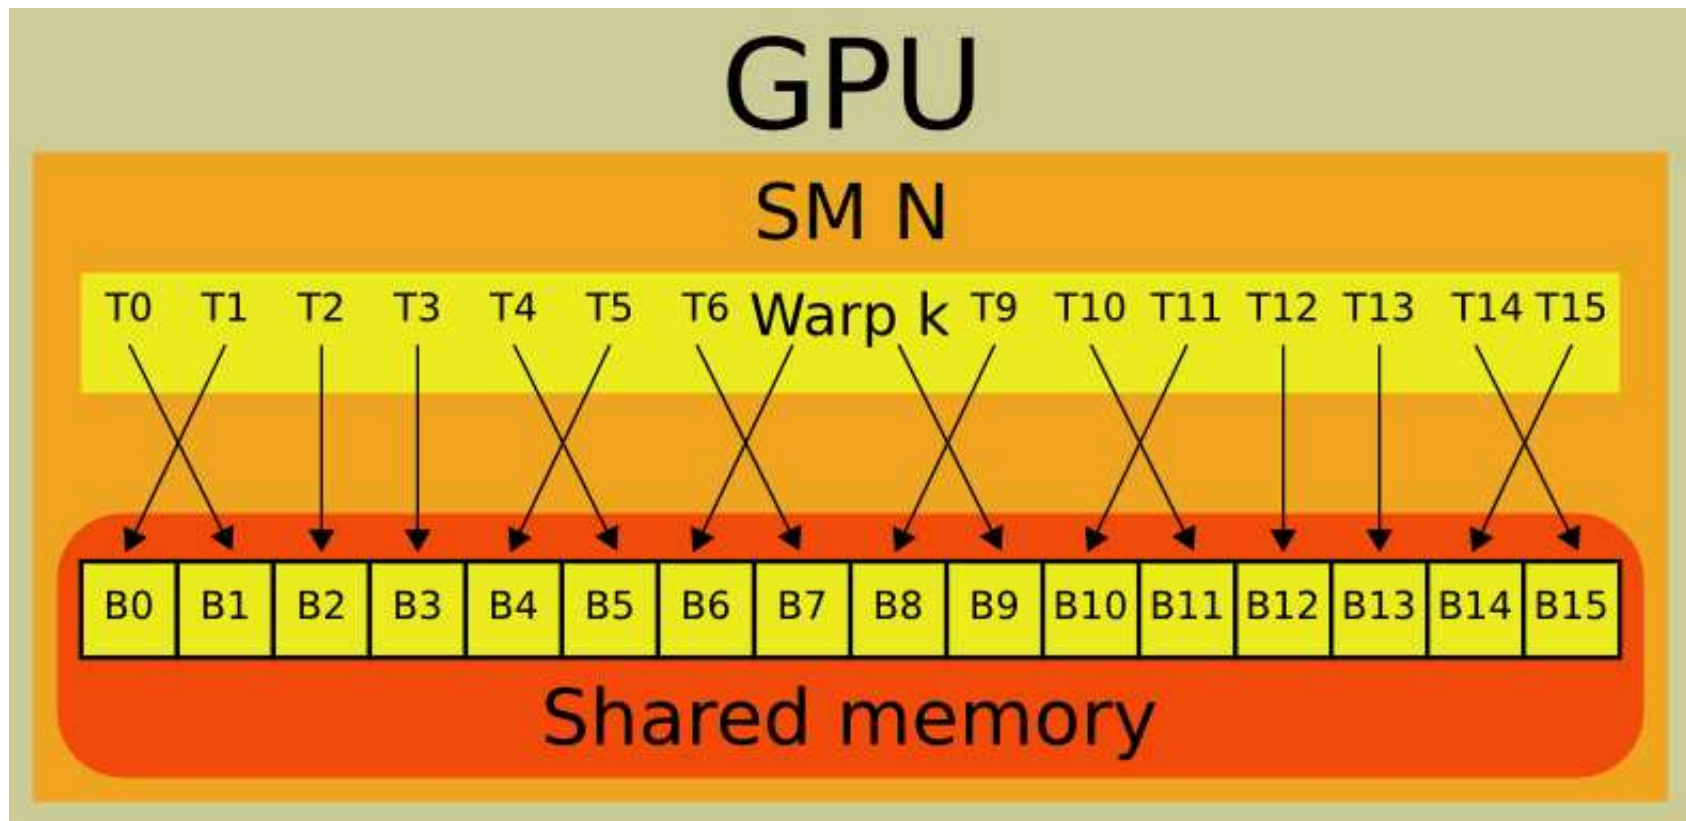 GPU
SM N
T0 T1 T2 T3 T4 T5 T6 Warp k T9 T10 T11 T12 T13 T14 T15
B0 B1 B2 B3 B4 B5 B6 B7 B8 B9 B10 B11 B12 B13 B14 B15
Shared memory